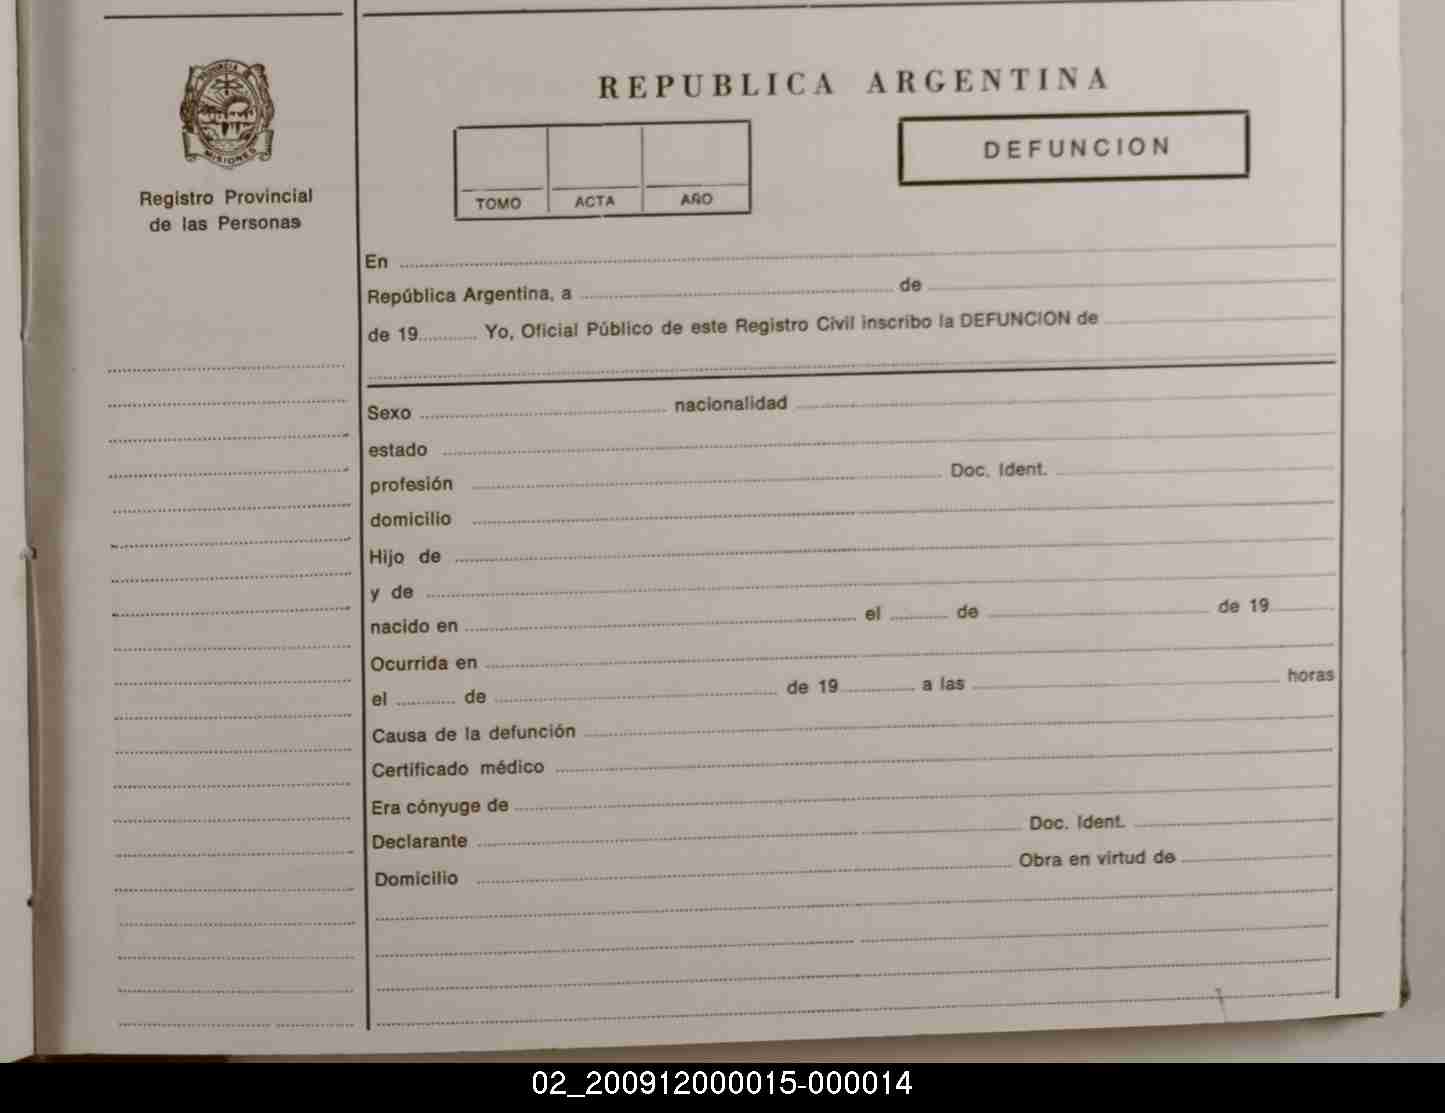 PROVINCIA DE
MISIONES
Registro Provincial
de las Personas
REPUBLICA ARGENTINA
TOMO ACTA AÑO
DEFUNCION
En
República Argentina, a de
de 19 Yo, Oficial Público de este Registro Civil inscribo la DEFUNCION de
Sexo nacionalidad
estado
profesión Doc. Ident.
domicilio
Hijo de
y de
nacido en el de de 19
Ocurrida en
el de de 19 a las horas
Causa de la defunción
Certificado médico
Era cónyuge de
Declarante Doc. Ident.
Domicilio Obra en virtud de
02_200912000015-000014